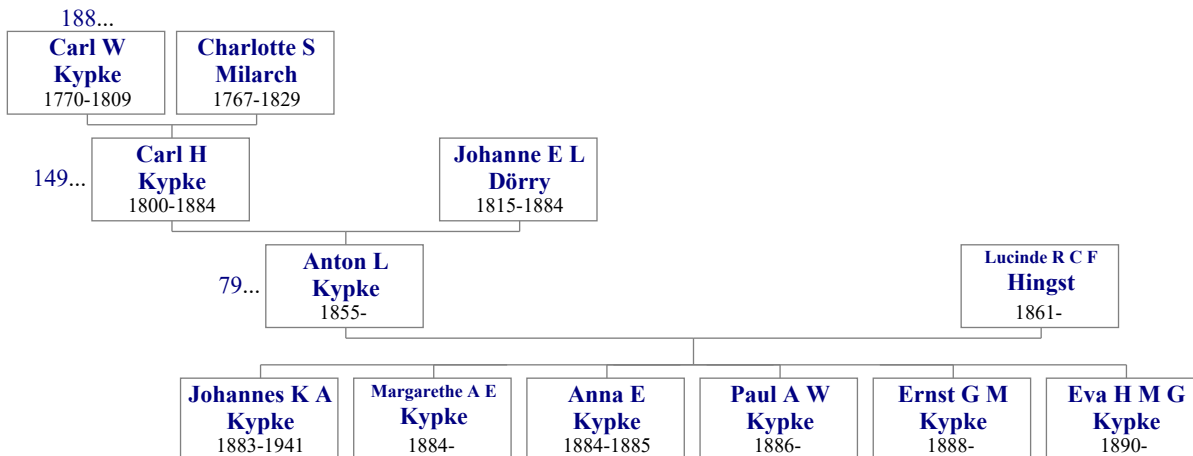 188...
Carl W
Kypke
1770-1809
Charlotte S
Milarch
1767-1829
149...
Carl H
Kypke
1800-1884
Johanne E L
Dörry
1815-1884
79...
Anton L
Kypke
1855-
Lucinde R C F
Hingst
1861-
Johannes K A
Kypke
1883-1941
Margarethe A E
Kypke
1884-
Anna E
Kypke
1884-1885
Paul A W
Kypke
1886-
Ernst G M
Kypke
1888-
Eva H M G
Kypke
1890-